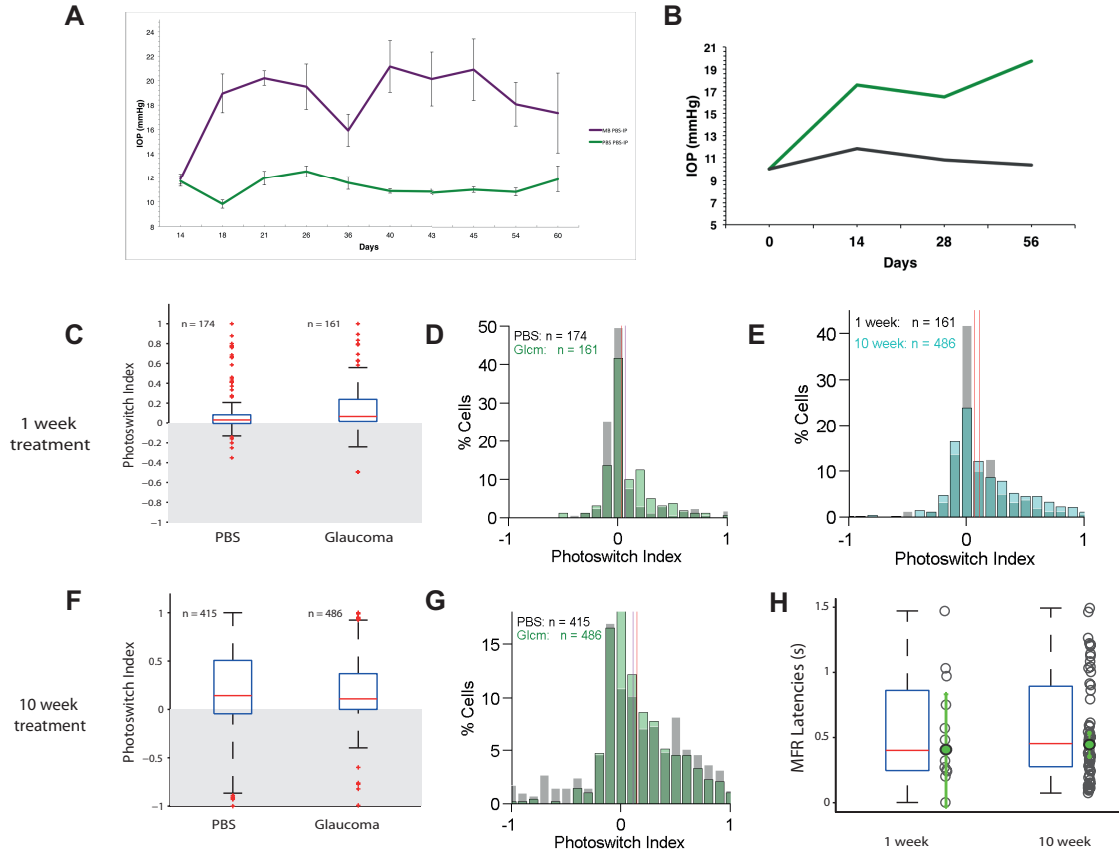 A
24
22
20
18
16
14
12
10
8
IOP (mmHg)
14 18 21 26 36 40 43 45 54 60
Days
MB PBS-IP
PBS PBS-IP
B
21
19
17
15
13
11
9
7
5
IOP (mmHg)
0 14 28 56
Days
1 week
treatment
C
n = 174 n = 161
1
0.8
0.6
0.4
0.2
0
−0.2
−0.4
−0.6
−0.8
−1
Photoswitch Index
PBS Glaucoma
D
PBS: n = 174
Glcm: n = 161
50
40
30
20
10
0
% Cells
-1 0 1
Photoswitch Index
E
1 week: n = 161
10 week: n = 486
40
30
20
10
0
% Cells
-1 0 1
Photoswitch Index
10 week
treatment
F
n = 415 n = 486
1
0.5
0
−0.5
−1
Photoswitch Index
PBS Glaucoma
G
PBS: n = 415
Glcm: n = 486
15
10
5
0
% Cells
-1 0 1
Photoswitch Index
H
1.5
1
0.5
0
MFR Latencies (s)
1 week 10 week